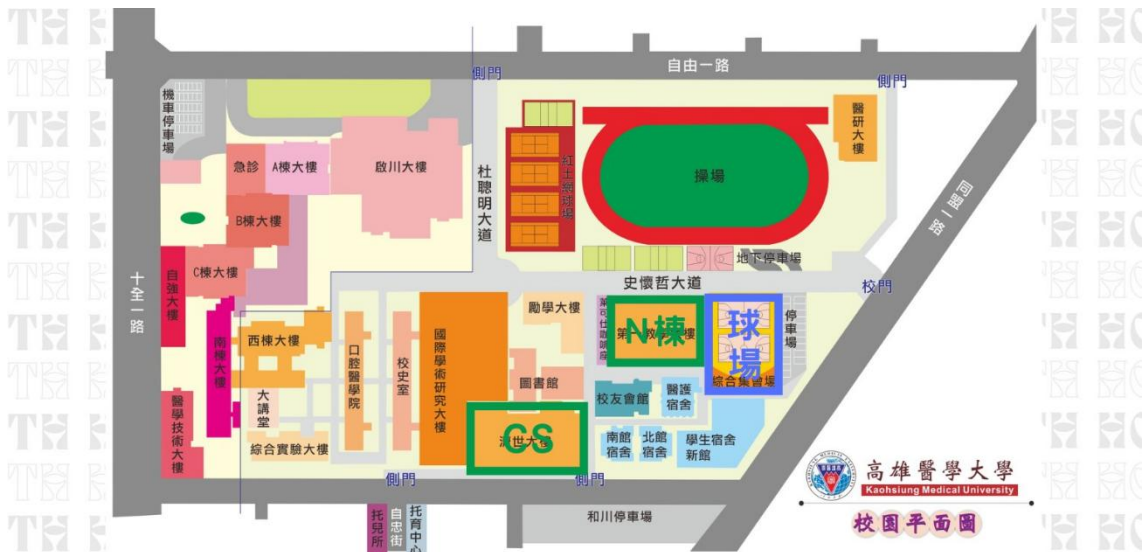 自由一路
側門
側門
機車停車場
醫研大樓
急診
A棟大樓
啟川大樓
杜聰明大道
紅土網球場
操場
同盟一路
B棟大樓
C棟大樓
地下停車場
十全一路
自強大樓
史懷哲大道
校門
勵學大樓
N棟
球場
停車場
南棟大樓
西棟大樓
口腔醫學院
校史室
國際學術研究大樓
圖書館
綜合集會場
校友會館
醫護
宿舍
大講堂
醫學技術大樓
綜合實驗大樓
CS
南館
宿舍
北館
宿舍
學生宿舍
新館
側門
側門
高雄醫學大學
Kaohsiung Medical University
校園平面圖
托兒所
自忠街
托育中心
和川停車場